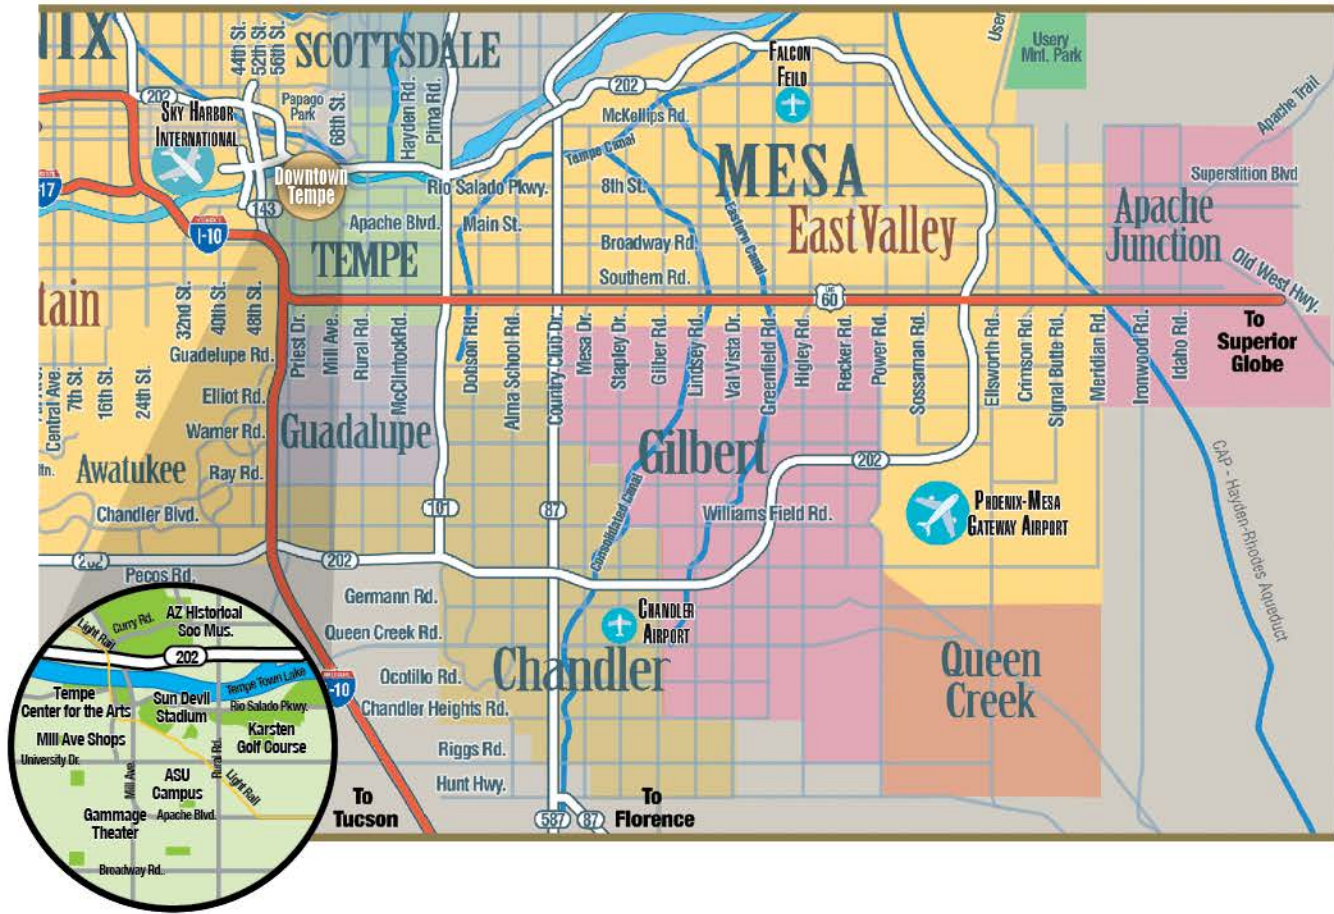 NIX
44th St.
52th St.
56th St.
SCOTTSDALE
202
SKY HARBOR
INTERNATIONAL
Papago
Park
68th St.
Hayden Rd.
Pima Rd.
202
FALCON
FEILD
McKellips Rd.
User
Usery
Mnt. Park
Apache Trail
17
Downtown
Tempe
143
I-10
Rio Salado Pkwy.
Tempe Canal
8th St.
MESA
EastValley
Superstition Blvd
Apache
Junction
Apache Blvd.
Main St.
TEMPE
Broadway Rd.
Southern Rd.
Eastern Canal
60
Old West Hwy.
To
Superior
Globe
tain
32nd St.
40th St.
48th St.
Priest Dr.
Mill Ave.
Rural Rd.
McClintock Rd.
Dobson Rd.
Alma School Rd.
Country Club Dr.
Mesa Dr.
Stapley Dr.
Gilber Rd.
Lindsey Rd.
Val Vista Dr.
Greenfield Rd.
Higley Rd.
Recker Rd.
Power Rd.
Sossaman Rd.
Ellsworth Rd.
Crimson Rd.
Signal Butte Rd.
Meridian Rd.
Ironwood Rd.
Idaho Rd.
Guadelupe Rd.
Central Ave.
7th St.
16th St.
24th St.
Elliot Rd.
Warner Rd.
Ray Rd.
Guadalupe
Awatukee
Chandler Blvd.
Gilbert
202
101
87
Consolidated Canal
Williams Field Rd.
PHOENIX-MESA
GATEWAY AIRPORT
CAP - Hayden-Rhodes Aqueduct
202
202
Pecos Rd.
Germann Rd.
Queen Creek Rd.
Ocotillo Rd.
Chandler Heights Rd.
Riggs Rd.
Hunt Hwy.
CHANDLER
AIRPORT
Chandler
Queen
Creek
-10
To
Tucson
587
87
To
Florence
Light Rail
Curry Rd.
AZ Historical
Soo Mus.
202
Tempe Town Lake
Tempe
Center for the Arts
Sun Devil
Stadium
Rio Salado Pkwy.
Mill Ave Shops
Karsten
Golf Course
University Dr.
Mill Ave.
Rural Rd.
ASU
Campus
Light Rail
Gammage
Theater
Apache Blvd.
Broadway Rd..